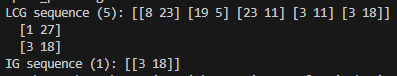 LCG sequence (5): [[8 23] [19 5] [23 11] [3 11] [3 18]]
[1 27]
[3 18]
IG sequence (1): [[3 18]]